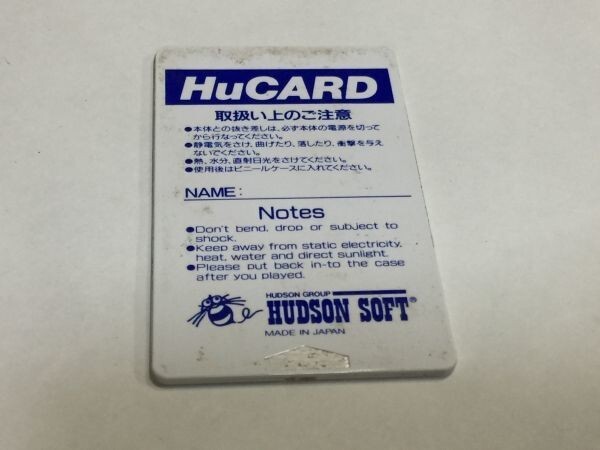 HuCARD
取扱い上のご注意
●本体との抜き差しは、必ず本体の電源を切って
から行なってください。
●静電気をさけ、曲げたり、落したり、衝撃を与え
ないでください。
●熱、水分、直射日光をさけてください。
●使用後はビニールケースに入れてください。
NAME:
Notes
●Don't bend, drop or subject to
shock.
●Keep away from static electricity,
heat, water and direct sunlight.
●Please put back in-to the case
after you played.
HUDSON GROUP
HUDSON SOFT®
MADE IN JAPAN